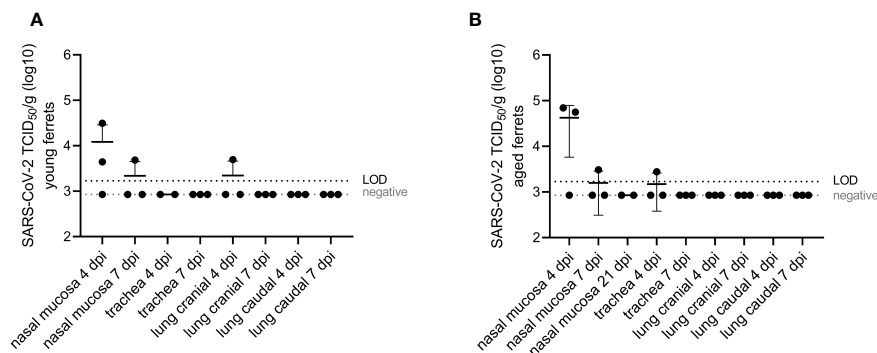 A
SARS-CoV-2 TCID50/g (log10)
young ferrets
6
5
4
3
2
LOD
negative
nasal mucosa 4 dpi
nasal mucosa 7 dpi
trachea 4 dpi
trachea 7 dpi
lung cranial 4 dpi
lung cranial 7 dpi
lung caudal 4 dpi
lung caudal 7 dpi
B
SARS-CoV-2 TCID50/g (log10)
aged ferrets
6
5
4
3
2
LOD
negative
nasal mucosa 4 dpi
nasal mucosa 7 dpi
nasal mucosa 21 dpi
trachea 4 dpi
trachea 7 dpi
lung cranial 4 dpi
lung cranial 7 dpi
lung caudal 4 dpi
lung caudal 7 dpi